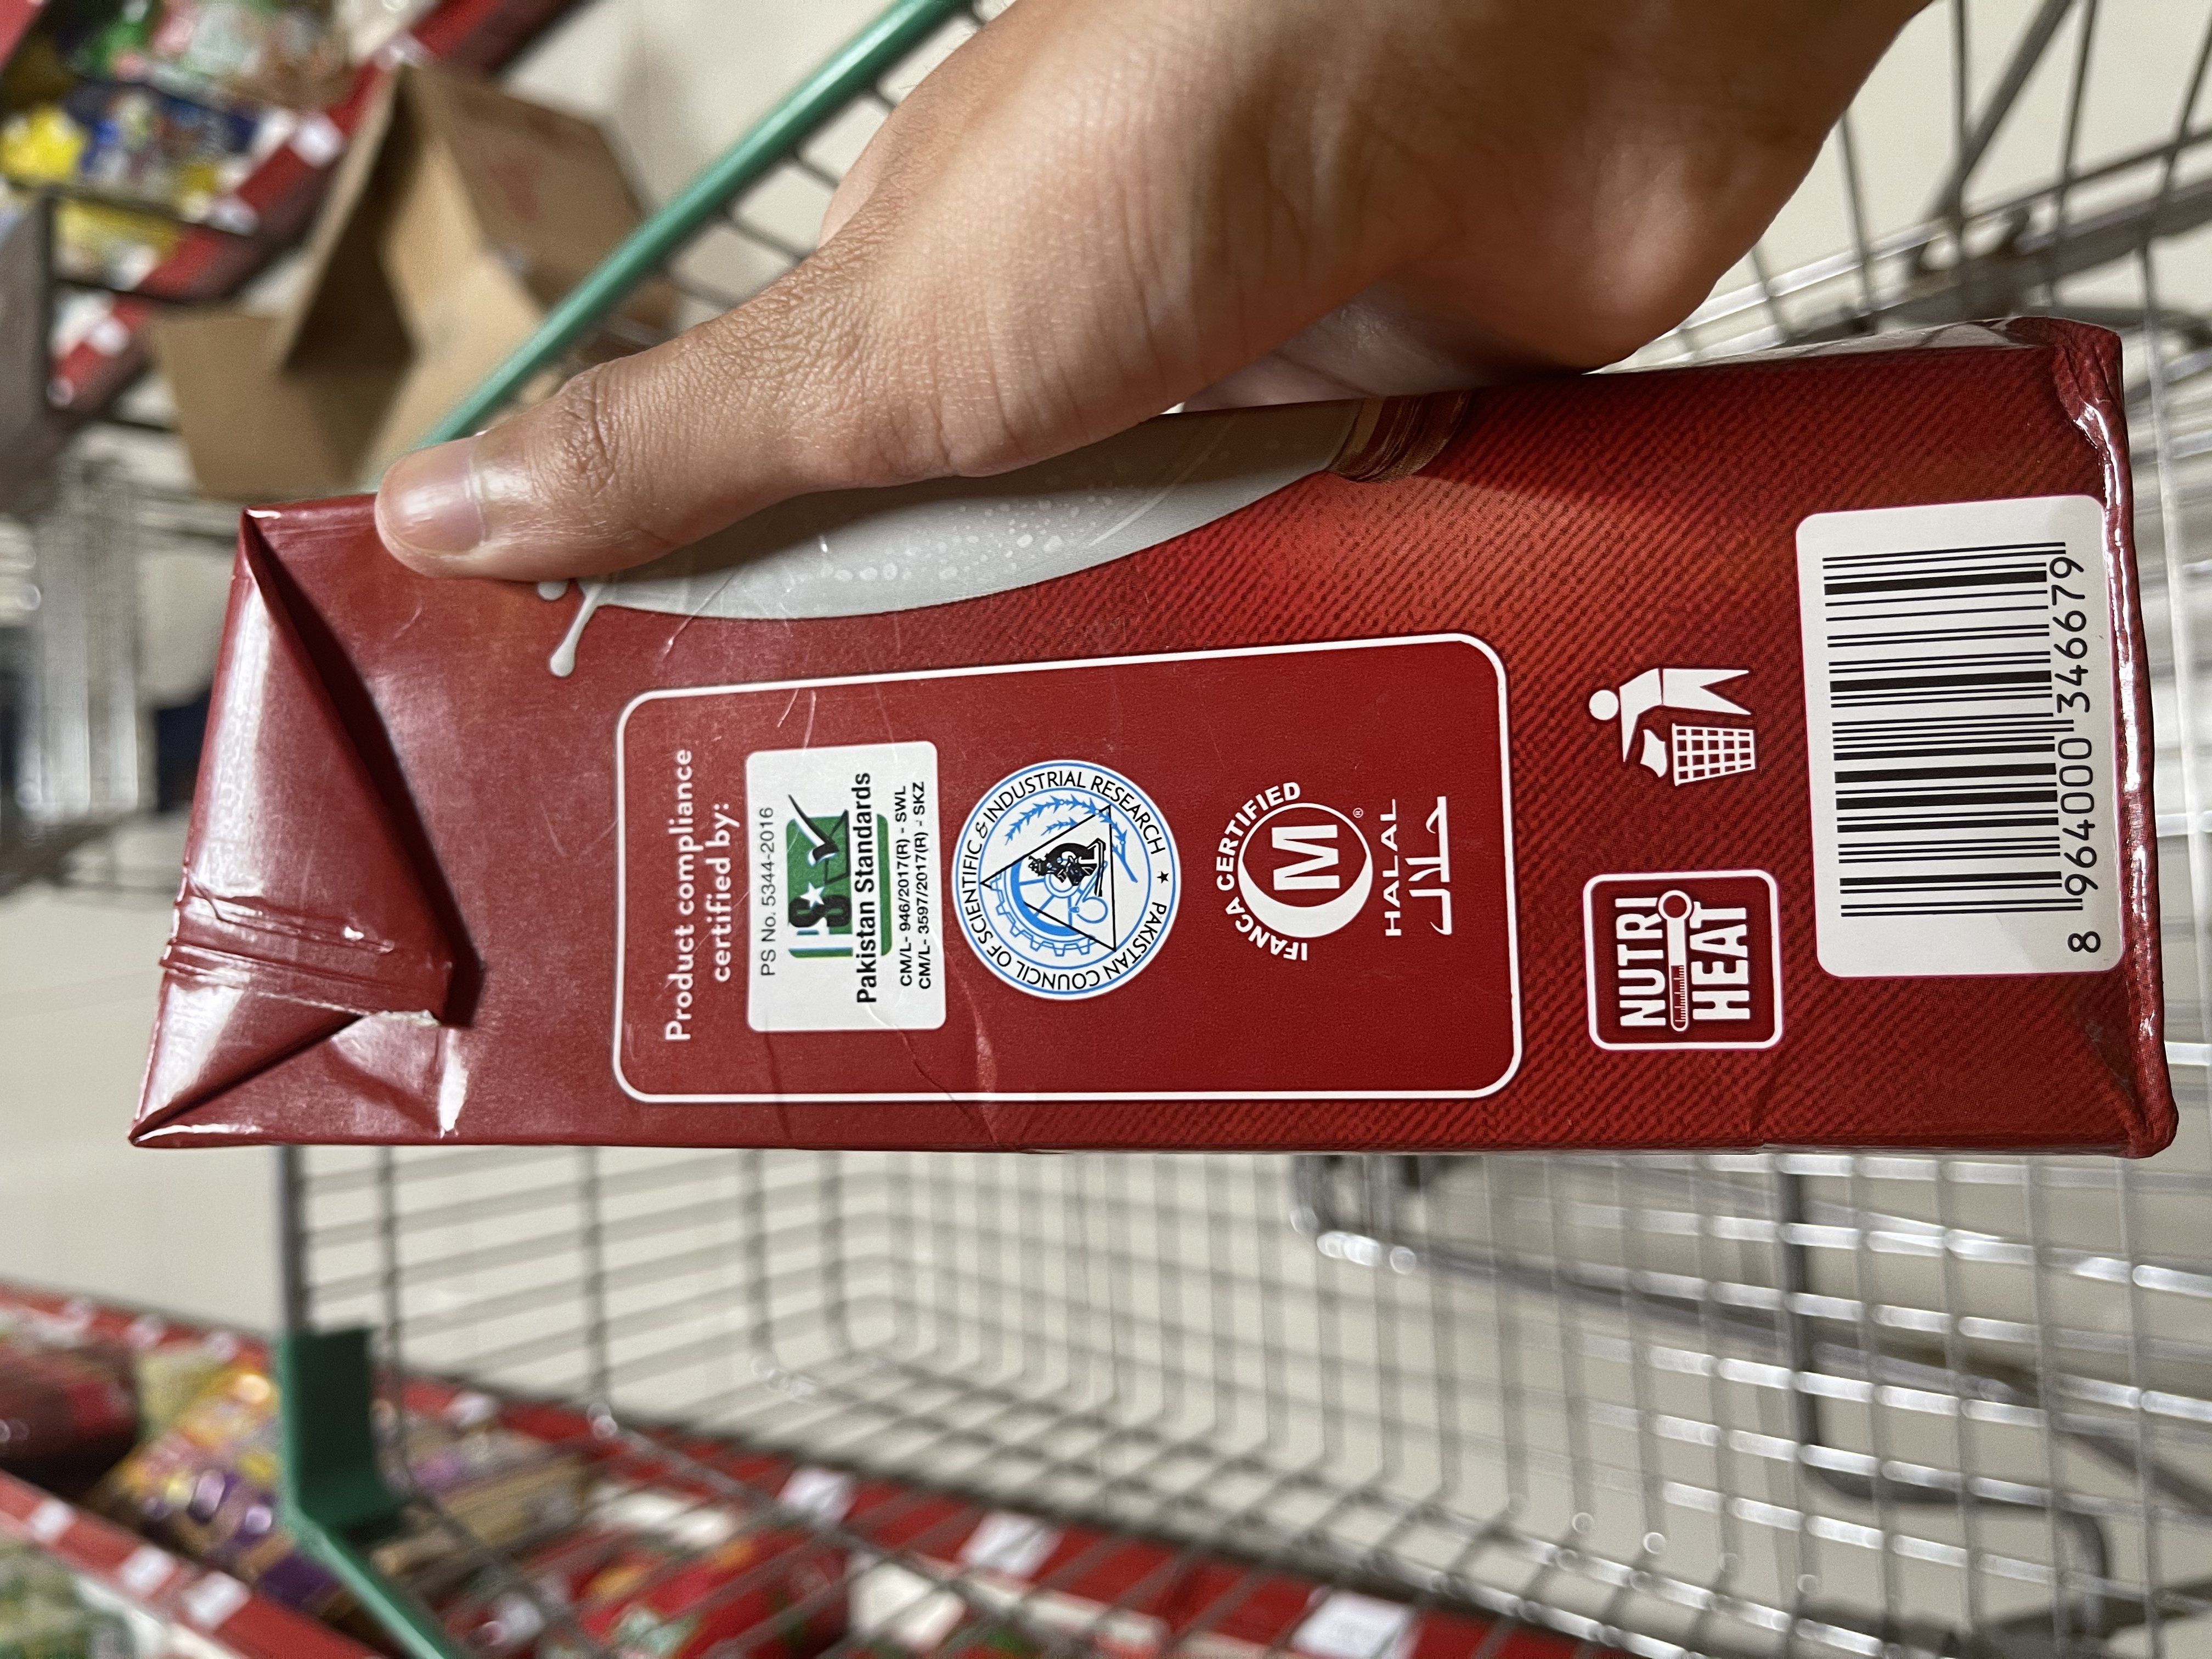 Product compliance
certified by:
PS No. 5344-2016
PS
Pakistan Standards
CM/L- 946/2017(R) - SWL
CM/L- 3597/2017(R) - SKZ
PAKISTAN COUNCIL OF SCIENTIFIC & INDUSTRIAL RESEARCH
IFANCA CERTIFIED
M
®
HALAL
حلال
NUTRI
HEAT
8 964000 346679